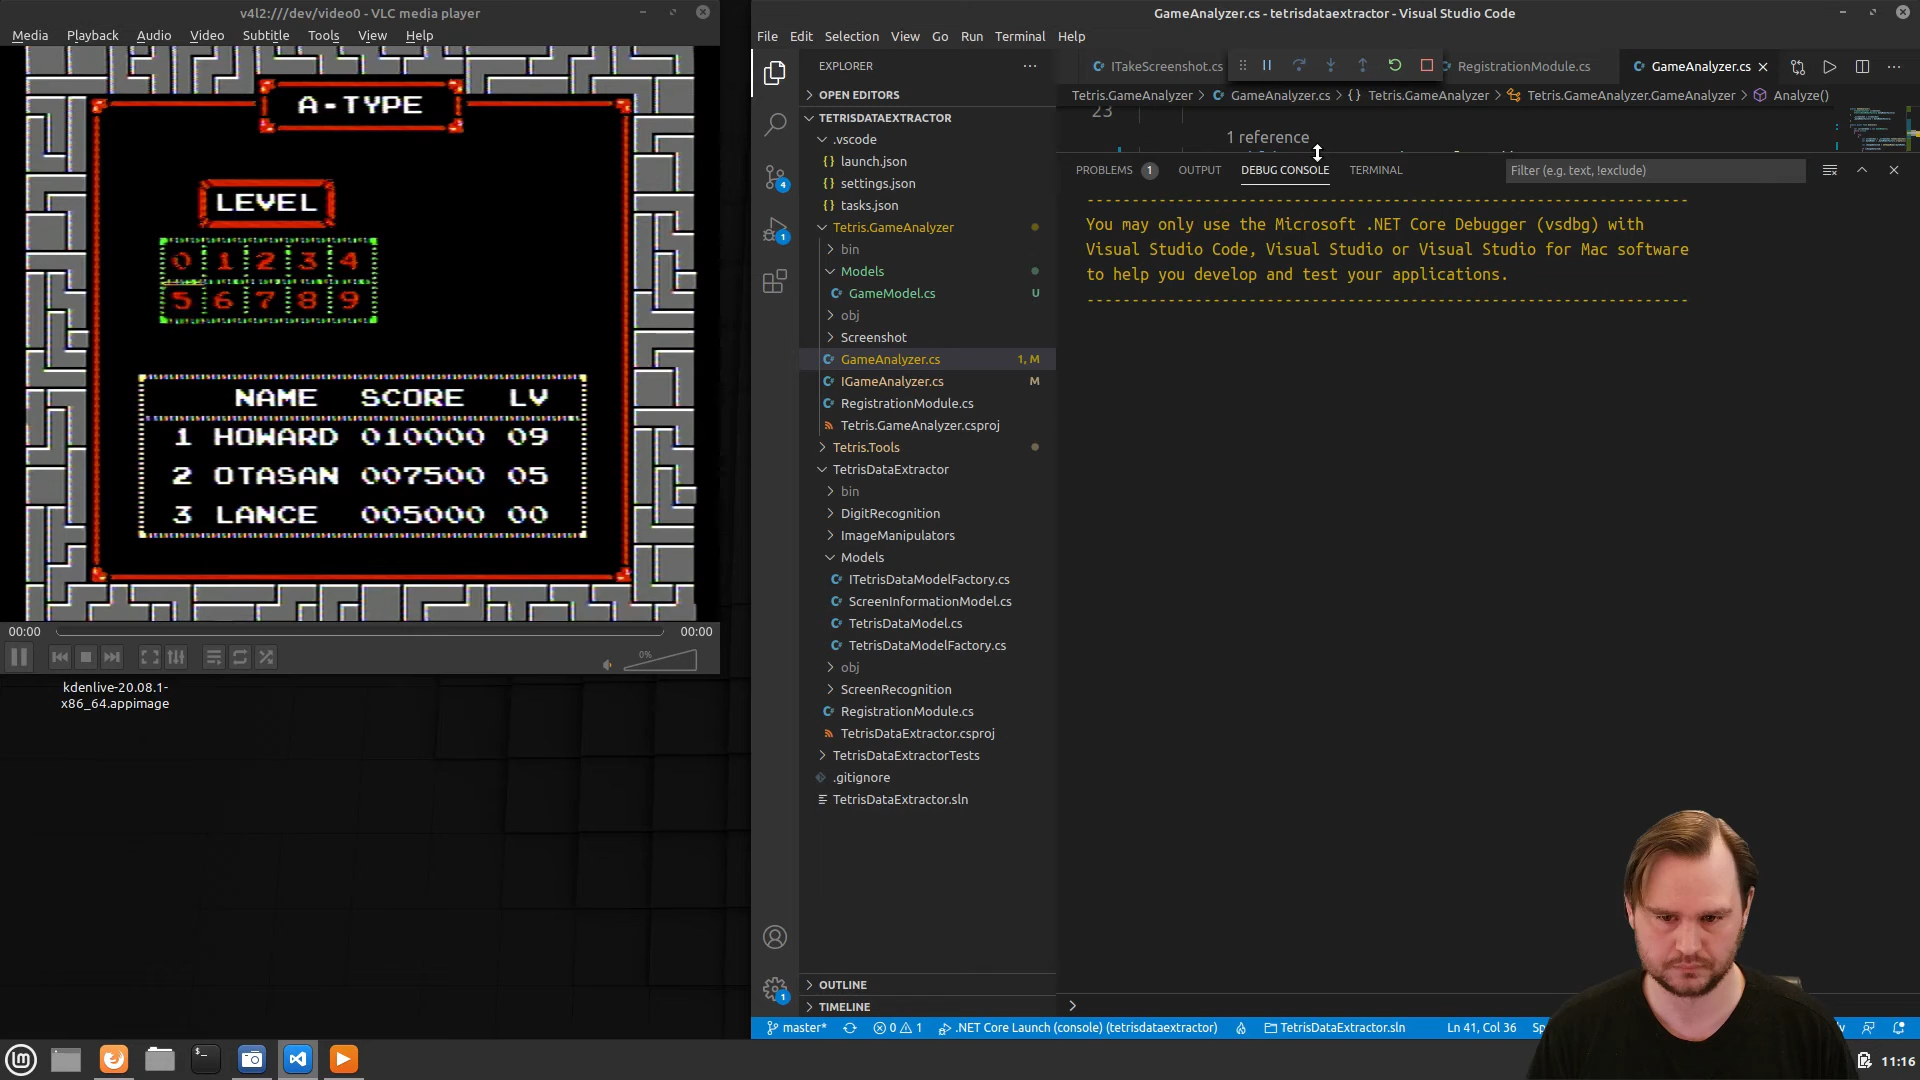 v4l2:///dev/video0 - VLC media player
Media Playback Audio Video Subtitle Tools View Help
A-TYPE
LEVEL
0 1 2 3 4
5 6 7 8 9
NAME SCORE LV
1 HOWARD 010000 09
2 OTASAN 007500 05
3 LANCE 005000 00
00:00 00:00
0%
kdenlive-20.08.1-
x86_64.appimage
GameAnalyzer.cs - tetrisdataextractor - Visual Studio Code
File Edit Selection View Go Run Terminal Help
EXPLORER
OPEN EDITORS
TETRISDATAEXTRACTOR
.vscode
launch.json
settings.json
tasks.json
Tetris.GameAnalyzer
bin
Models
GameModel.cs U
obj
Screenshot
GameAnalyzer.cs 1, M
IGameAnalyzer.cs M
RegistrationModule.cs
Tetris.GameAnalyzer.csproj
Tetris.Tools
TetrisDataExtractor
bin
DigitRecognition
ImageManipulators
Models
ITetrisDataModelFactory.cs
ScreenInformationModel.cs
TetrisDataModel.cs
TetrisDataModelFactory.cs
obj
ScreenRecognition
RegistrationModule.cs
TetrisDataExtractor.csproj
TetrisDataExtractorTests
.gitignore
TetrisDataExtractor.sln
OUTLINE
TIMELINE
4
1
1
ITakeScreenshot.cs RegistrationModule.cs GameAnalyzer.cs
Tetris.GameAnalyzer > GameAnalyzer.cs > {} Tetris.GameAnalyzer > Tetris.GameAnalyzer.GameAnalyzer > Analyze()
23
1 reference
PROBLEMS 1 OUTPUT DEBUG CONSOLE TERMINAL Filter (e.g. text, !exclude)
-------------------------------------------------------------------
You may only use the Microsoft .NET Core Debugger (vsdbg) with
Visual Studio Code, Visual Studio or Visual Studio for Mac software
to help you develop and test your applications.
-------------------------------------------------------------------
>
master* 0 1 .NET Core Launch (console) (tetrisdataextractor) TetrisDataExtractor.sln Ln 41, Col 36
11:16